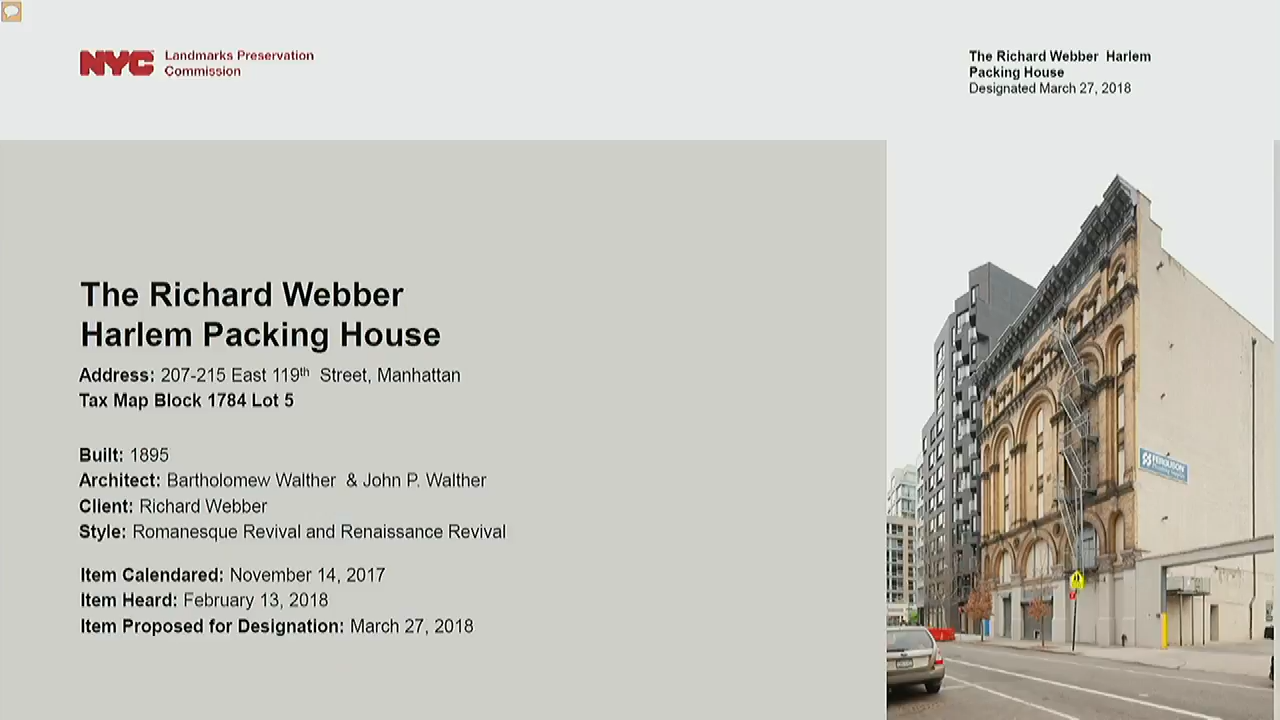 NYC Landmarks Preservation
Commission
The Richard Webber Harlem
Packing House
Designated March 27, 2018
The Richard Webber
Harlem Packing House
Address: 207-215 East 119th Street, Manhattan
Tax Map Block 1784 Lot 5
Built: 1895
Architect: Bartholomew Walther & John P. Walther
Client: Richard Webber
Style: Romanesque Revival and Renaissance Revival
Item Calendared: November 14, 2017
Item Heard: February 13, 2018
Item Proposed for Designation: March 27, 2018
FERGUSON